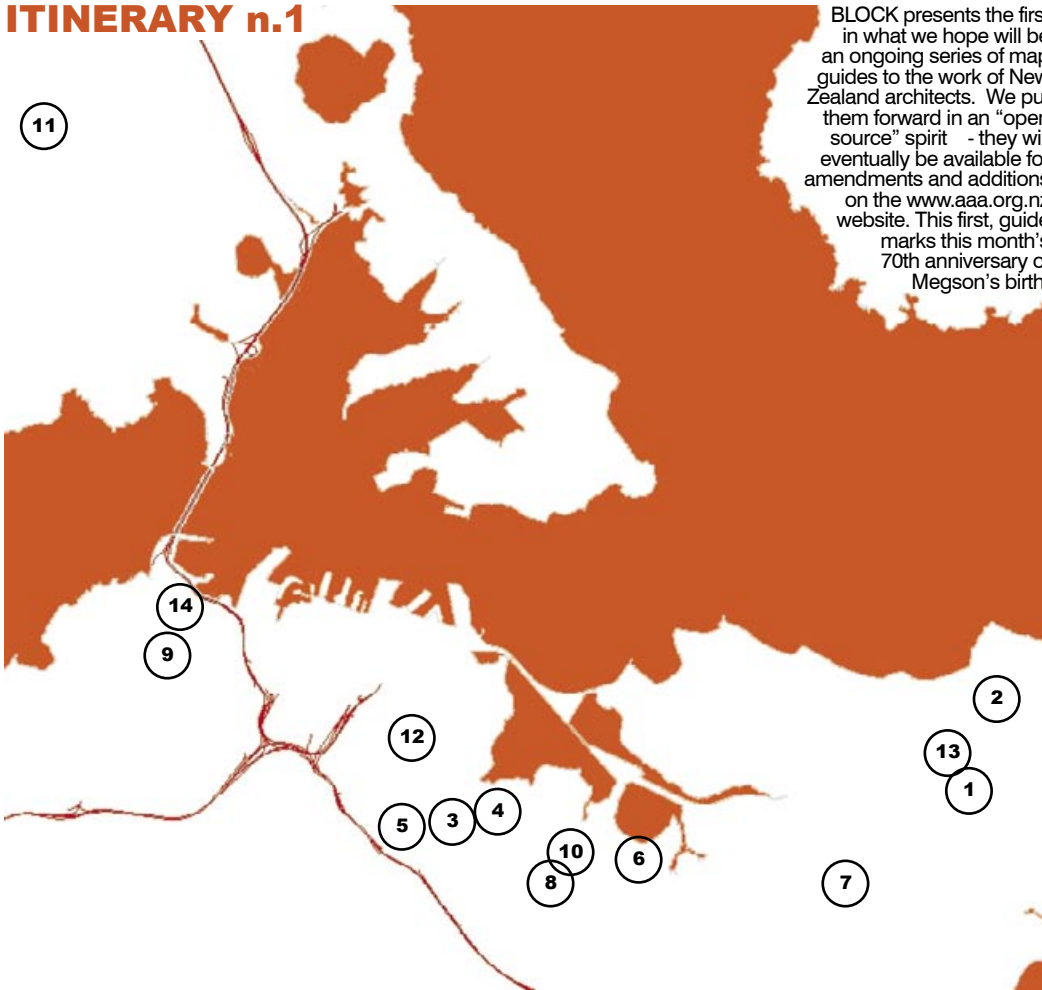 ITINERARY n.1
BLOCK presents the firs
in what we hope will be
an ongoing series of map
guides to the work of New
Zealand architects. We pu
them forward in an “open
source” spirit - they wi
eventually be available fo
amendments and additions
on the www.aaa.org.nz
website. This first, guide
marks this month’s
70th anniversary o
Megson’s birth
11
14
9
12
5
3
4
10
8
6
7
2
13
1